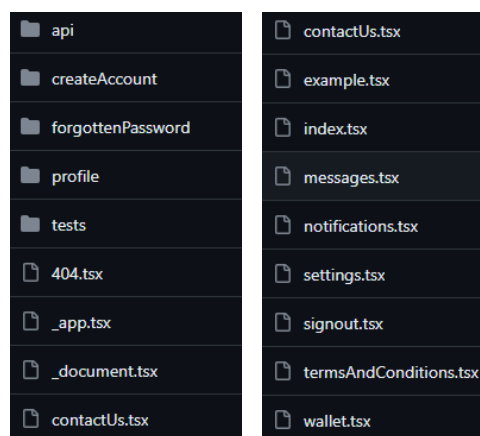 api
createAccount
forgottenPassword
profile
tests
404.tsx
_app.tsx
_document.tsx
contactUs.tsx
contactUs.tsx
example.tsx
index.tsx
messages.tsx
notifications.tsx
settings.tsx
signout.tsx
termsAndConditions.tsx
wallet.tsx